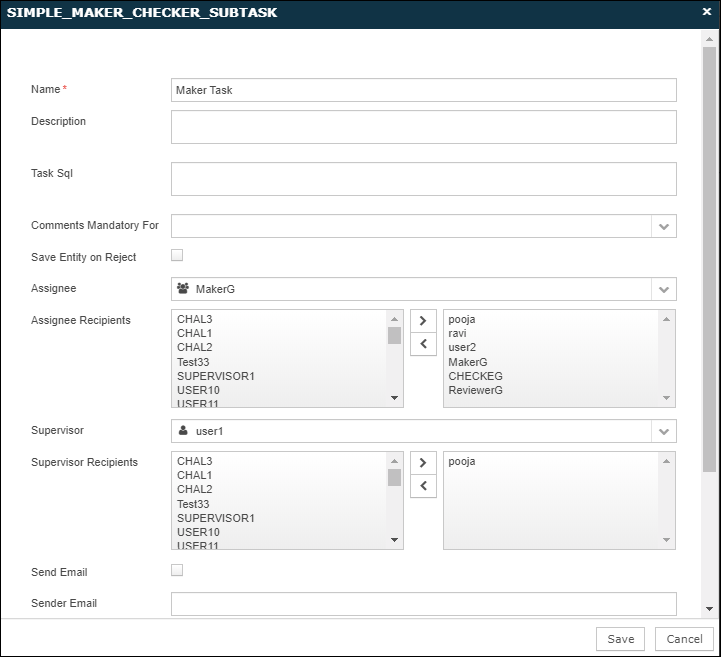 SIMPLE_MAKER_CHECKER_SUBTASK ×
Name * Maker Task
Description
Task Sql
Comments Mandatory For
Save Entity on Reject
Assignee MakerG
Assignee Recipients
CHAL3
CHAL1
CHAL2
Test33
SUPERVISOR1
USER10
USER11
pooja
ravi
user2
MakerG
CHECKEG
ReviewerG
Supervisor user1
Supervisor Recipients
CHAL3
CHAL1
CHAL2
Test33
SUPERVISOR1
USER10
USER11
pooja
Send Email
Sender Email
Save Cancel